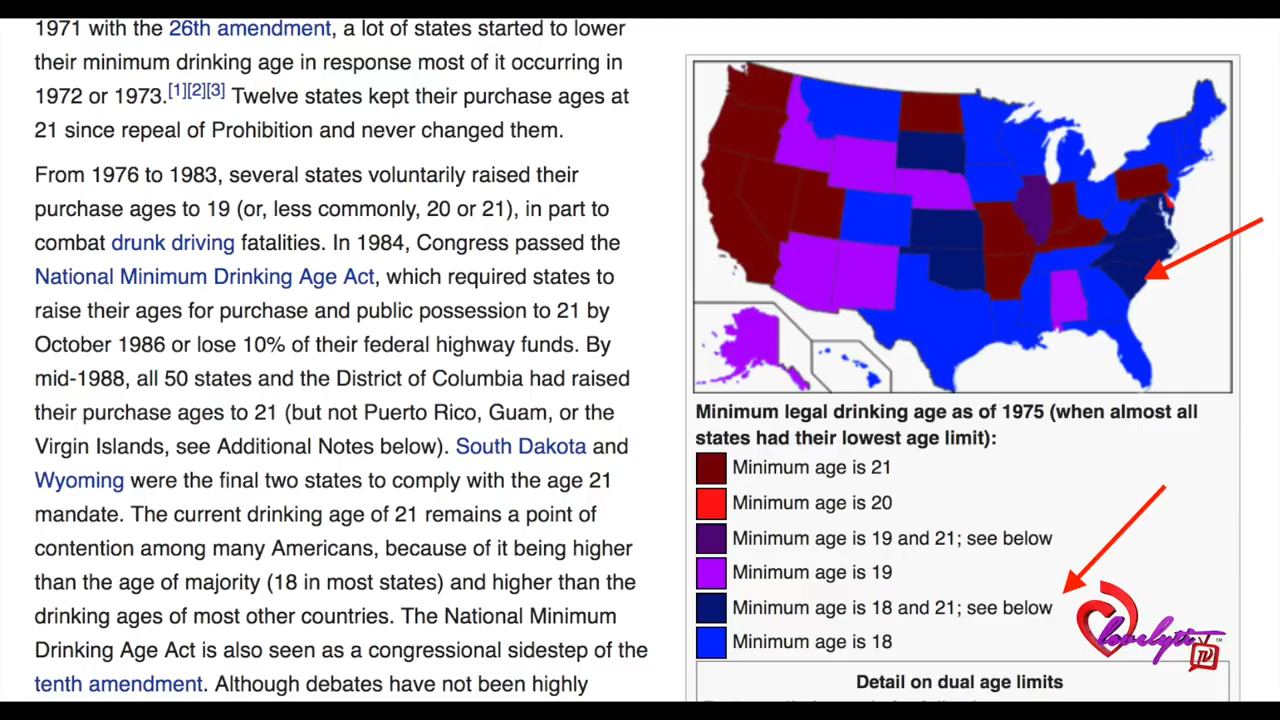 1971 with the 26th amendment, a lot of states started to lower
their minimum drinking age in response most of it occurring in
1972 or 1973.[1][2][3] Twelve states kept their purchase ages at
21 since repeal of Prohibition and never changed them.
From 1976 to 1983, several states voluntarily raised their
purchase ages to 19 (or, less commonly, 20 or 21), in part to
combat drunk driving fatalities. In 1984, Congress passed the
National Minimum Drinking Age Act, which required states to
raise their ages for purchase and public possession to 21 by
October 1986 or lose 10% of their federal highway funds. By
mid-1988, all 50 states and the District of Columbia had raised
their purchase ages to 21 (but not Puerto Rico, Guam, or the
Virgin Islands, see Additional Notes below). South Dakota and
Wyoming were the final two states to comply with the age 21
mandate. The current drinking age of 21 remains a point of
contention among many Americans, because of it being higher
than the age of majority (18 in most states) and higher than the
drinking ages of most other countries. The National Minimum
Drinking Age Act is also seen as a congressional sidestep of the
tenth amendment. Although debates have not been highly
Minimum legal drinking age as of 1975 (when almost all
states had their lowest age limit):
Minimum age is 21
Minimum age is 20
Minimum age is 19 and 21; see below
Minimum age is 19
Minimum age is 18 and 21; see below
Minimum age is 18
lovelyti
TV
Detail on dual age limits